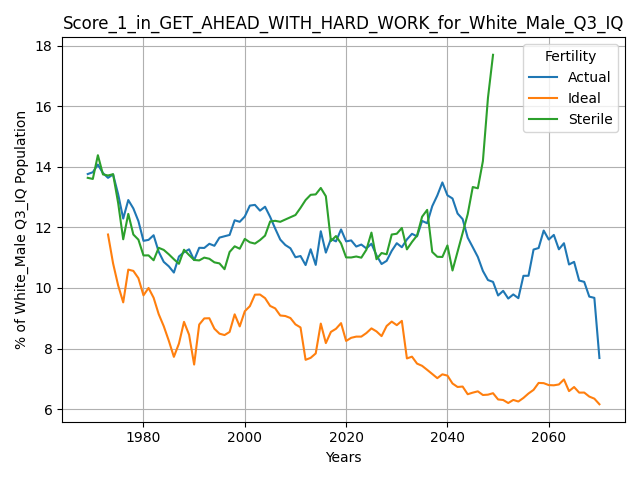 Score_1_in_GET_AHEAD_WITH_HARD_WORK_for_White_Male_Q3_IQ
% of White_Male Q3_IQ Population
18
16
14
12
10
8
6
Fertility
Actual
Ideal
Sterile
1980 2000 2020 2040 2060
Years